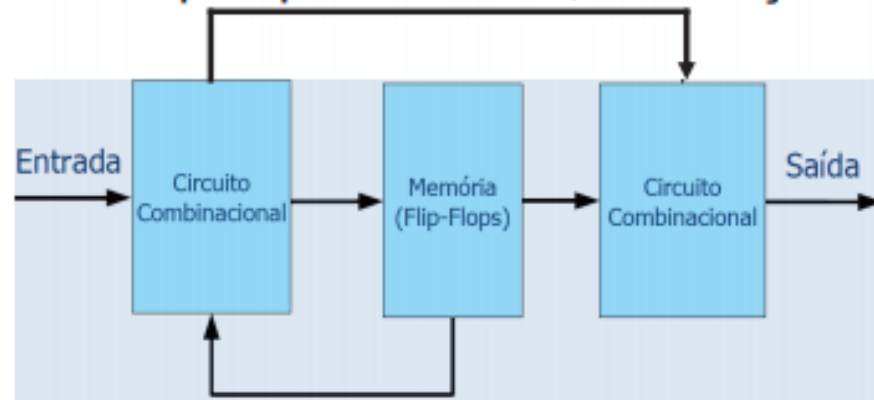 Entrada
Circuito
Combinacional
Memória
(Flip-Flops)
Circuito
Combinacional
Saída